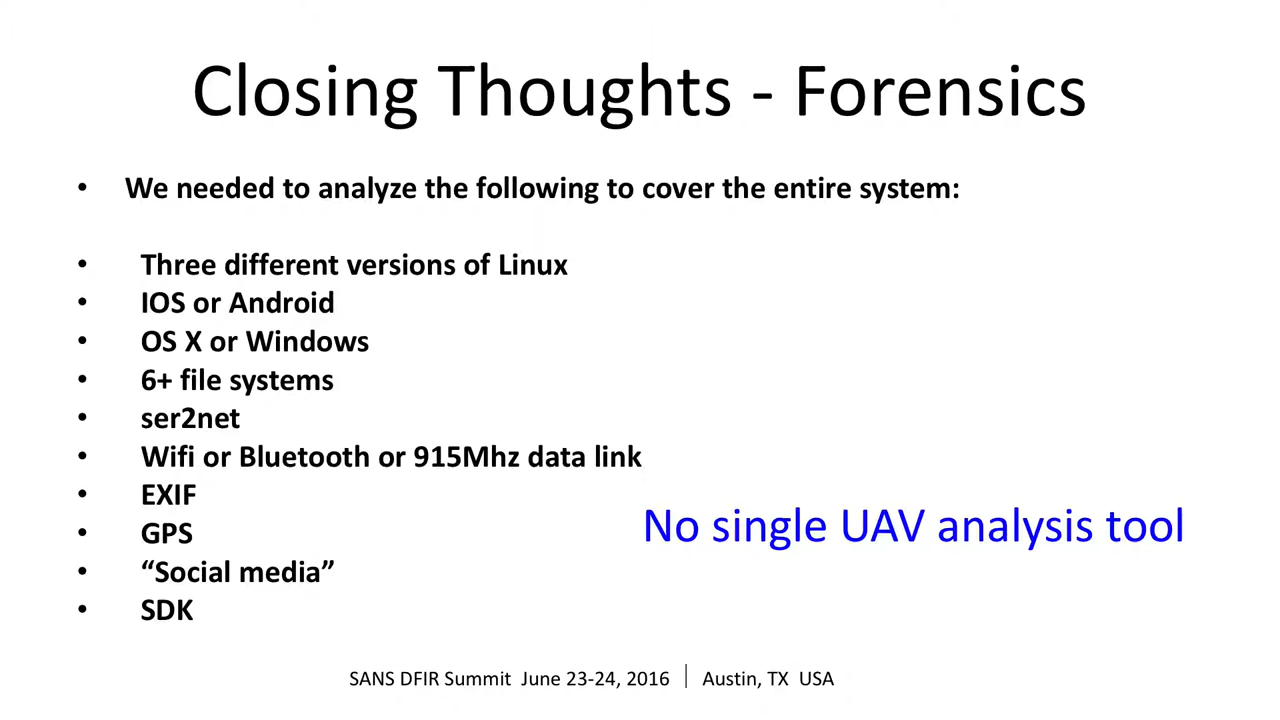 Closing Thoughts - Forensics
• We needed to analyze the following to cover the entire system:
• Three different versions of Linux
• IOS or Android
• OS X or Windows
• 6+ file systems
• ser2net
• Wifi or Bluetooth or 915Mhz data link
• EXIF
• GPS
• “Social media”
• SDK
No single UAV analysis tool
SANS DFIR Summit June 23-24, 2016 | Austin, TX USA